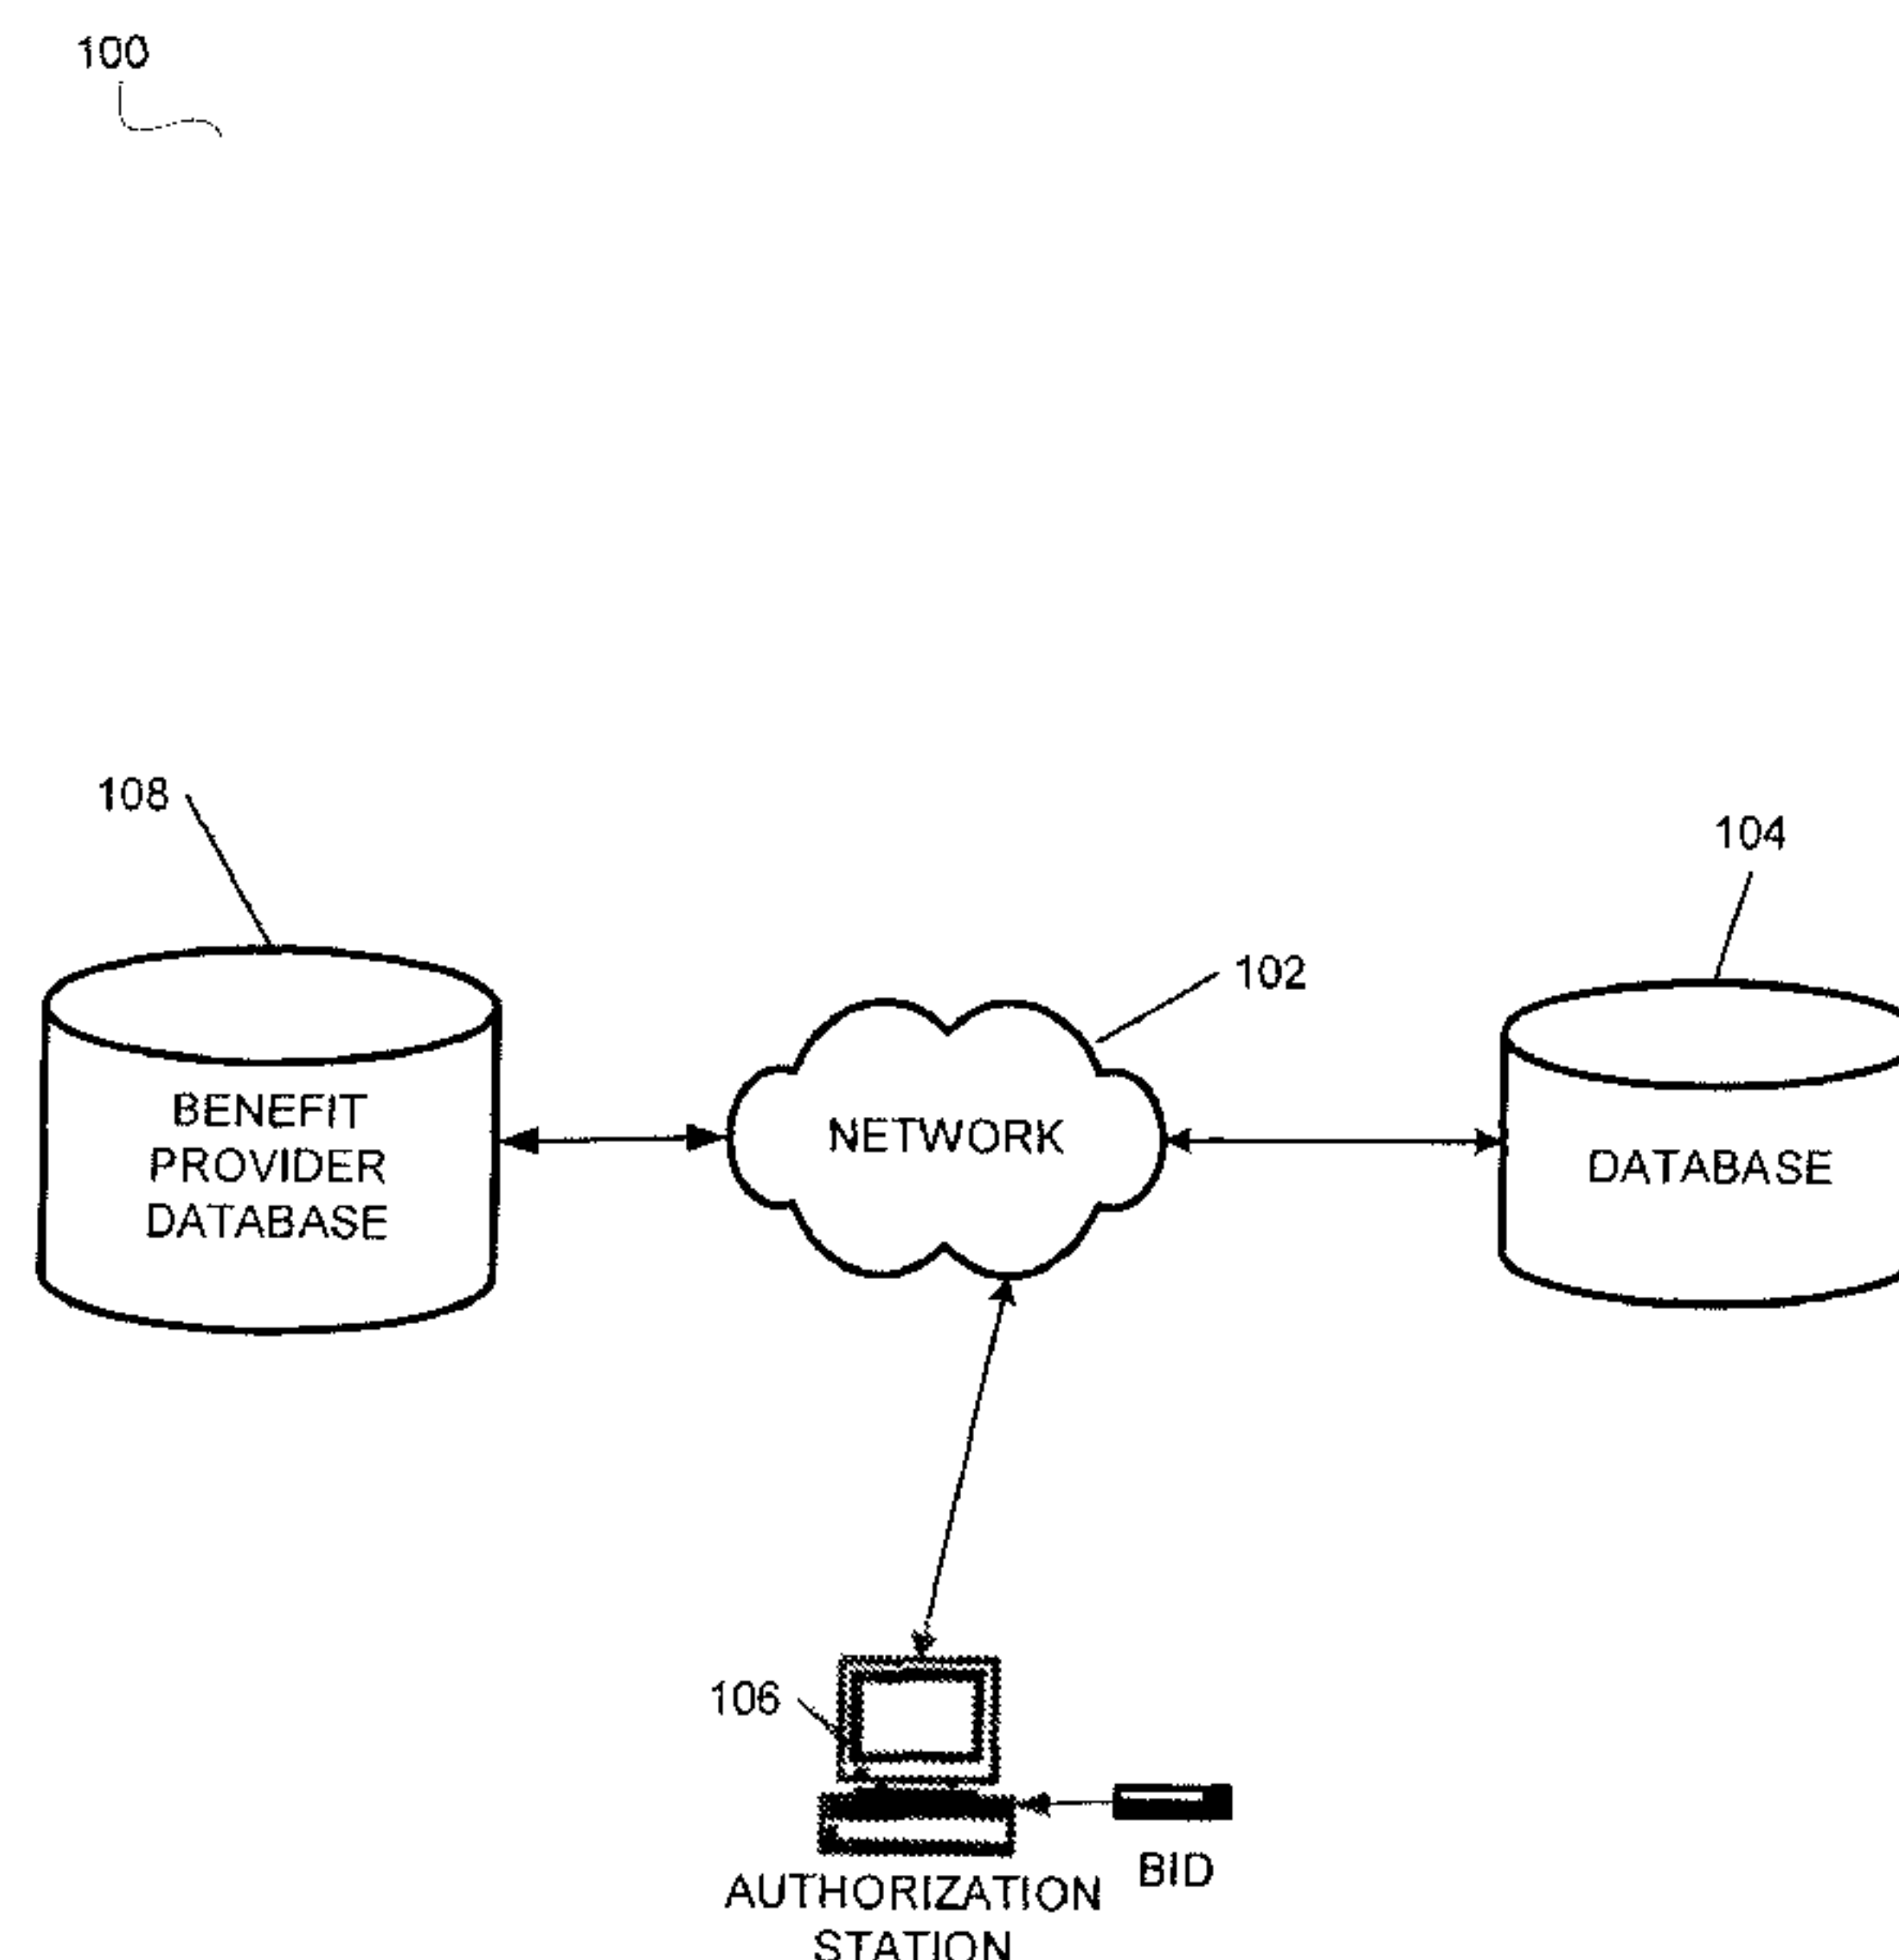 100
108
104
102
BENEFIT
PROVIDER
DATABASE
NETWORK
DATABASE
106
BID
AUTHORIZATION
STATION